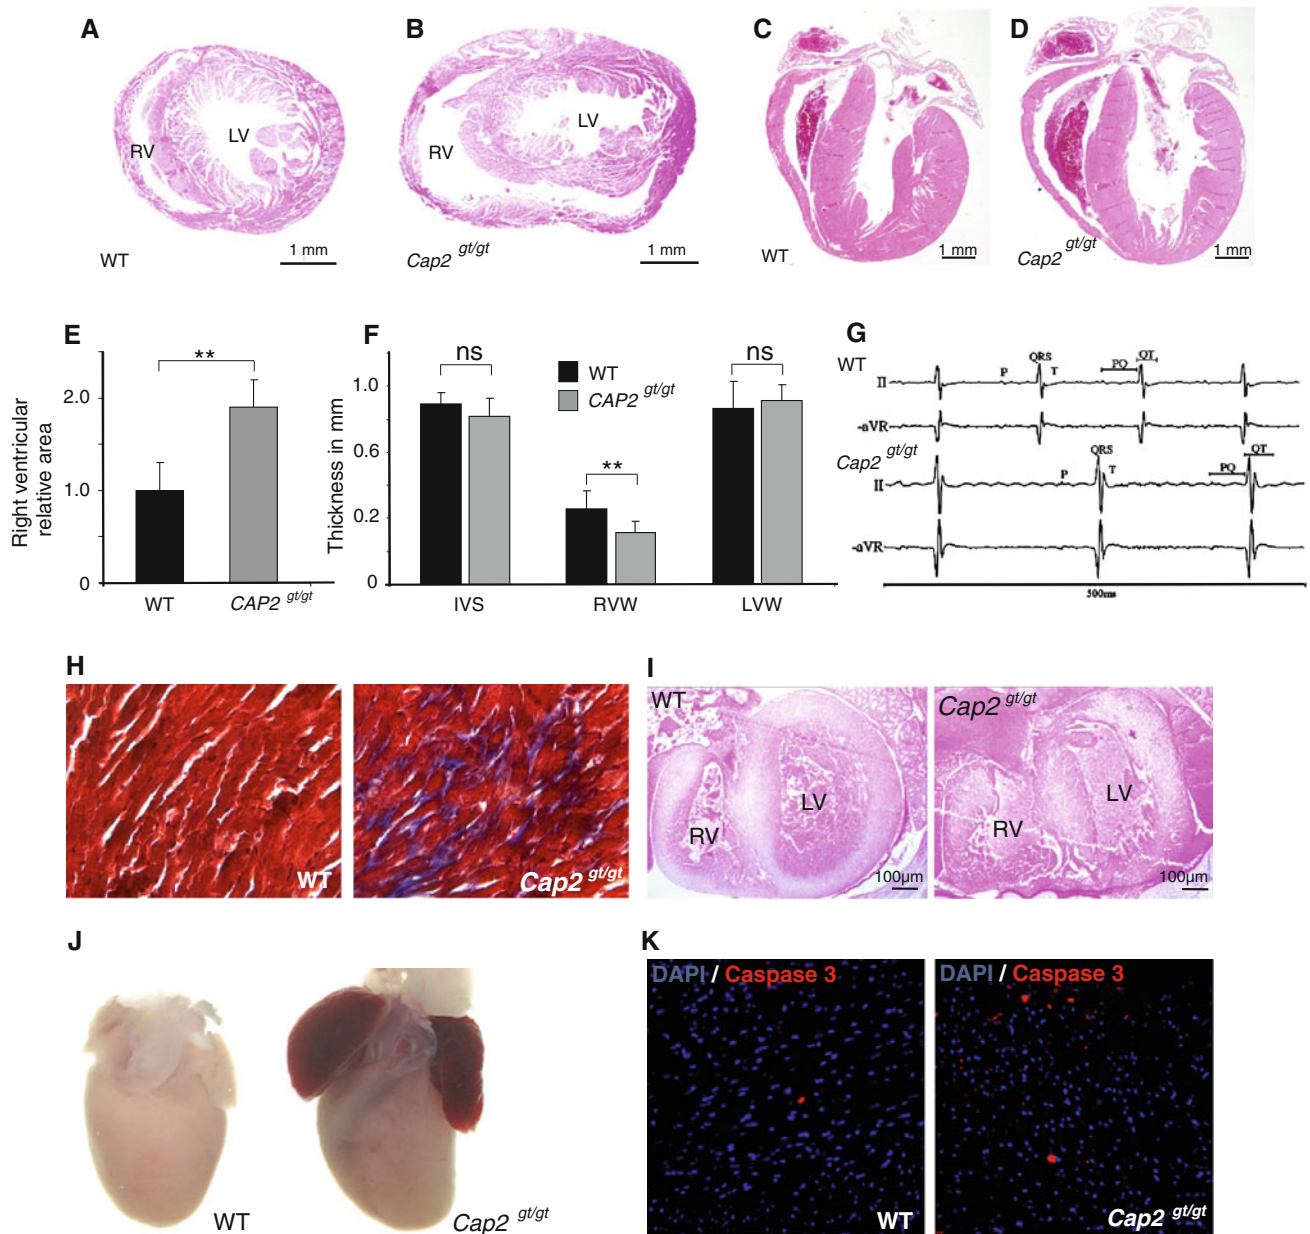 A
B
C
D
RV
LV
RV
LV
WT
1 mm
Cap2 gt/gt
1 mm
WT
1 mm
Cap2 gt/gt
1 mm
E
Right ventricular
relative area
2.0
1.0
0
**
WT
CAP2 gt/gt
F
Thickness in mm
1.0
0.6
0.2
0
ns
**
ns
WT
CAP2 gt/gt
IVS
RVW
LVW
G
WT
II
P
QRS
T
PQ
QT
-aVR
Cap2 gt/gt
II
P
QRS
T
PQ
QT
-aVR
500ms
H
WT
Cap2 gt/gt
I
WT
RV
LV
100µm
Cap2 gt/gt
RV
LV
100µm
J
WT
Cap2 gt/gt
K
DAPI / Caspase 3
WT
DAPI / Caspase 3
Cap2 gt/gt